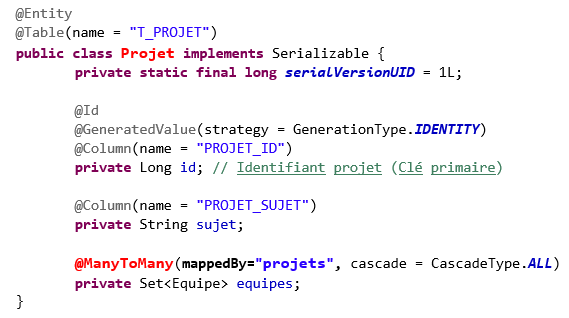 @Entity
@Table(name = "T_PROJET")
public class Projet implements Serializable {
private static final long serialVersionUID = 1L;
@Id
@GeneratedValue(strategy = GenerationType.IDENTITY)
@Column(name = "PROJET_ID")
private Long id; // Identifiant projet (Clé primaire)
@Column(name = "PROJET_SUJET")
private String sujet;
@ManyToMany(mappedBy="projets", cascade = CascadeType.ALL)
private Set<Equipe> equipes;
}